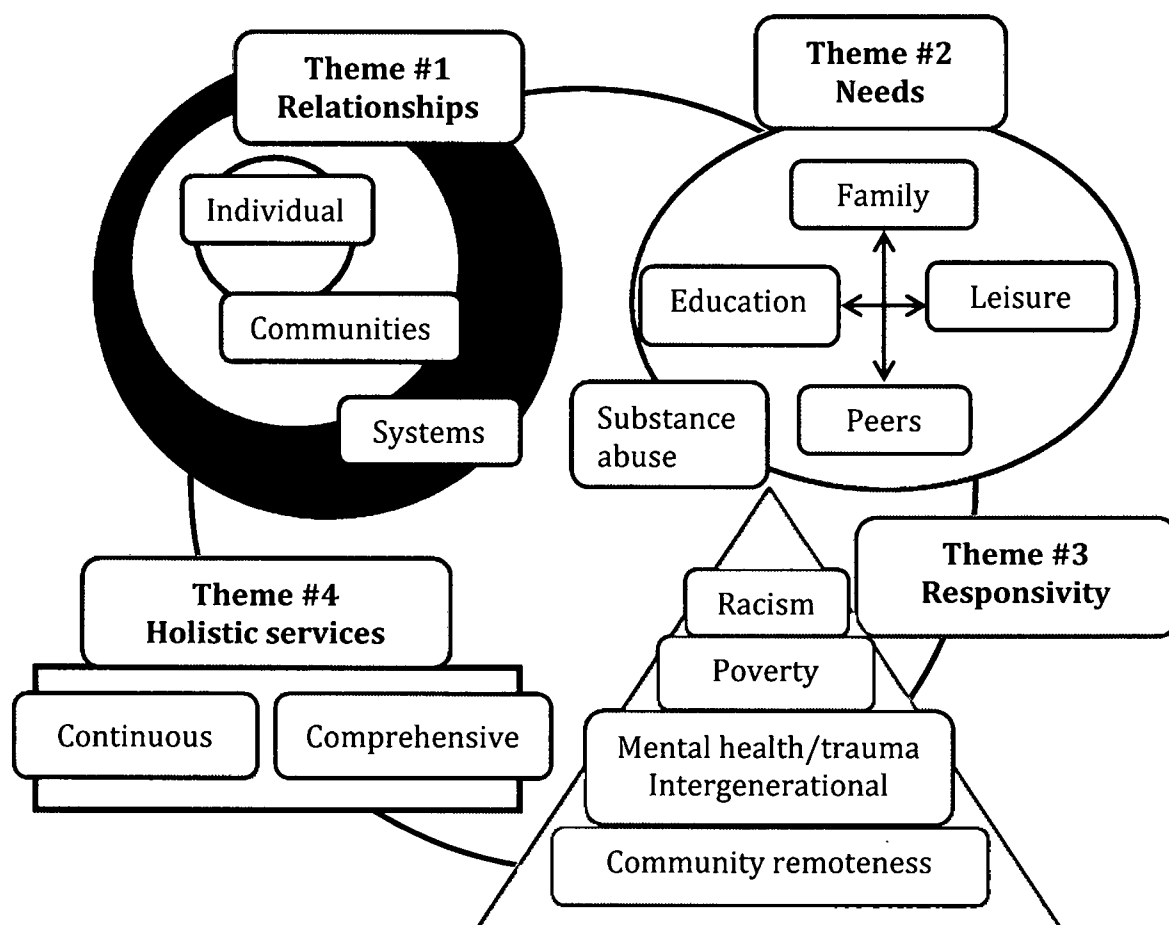 Theme #1
Relationships
Individual
Communities
Systems
Theme #2
Needs
Family
Education
Leisure
Peers
Substance
abuse
Theme #3
Responsivity
Racism
Poverty
Mental health/trauma
Intergenerational
Community remoteness
Theme #4
Holistic services
Continuous
Comprehensive